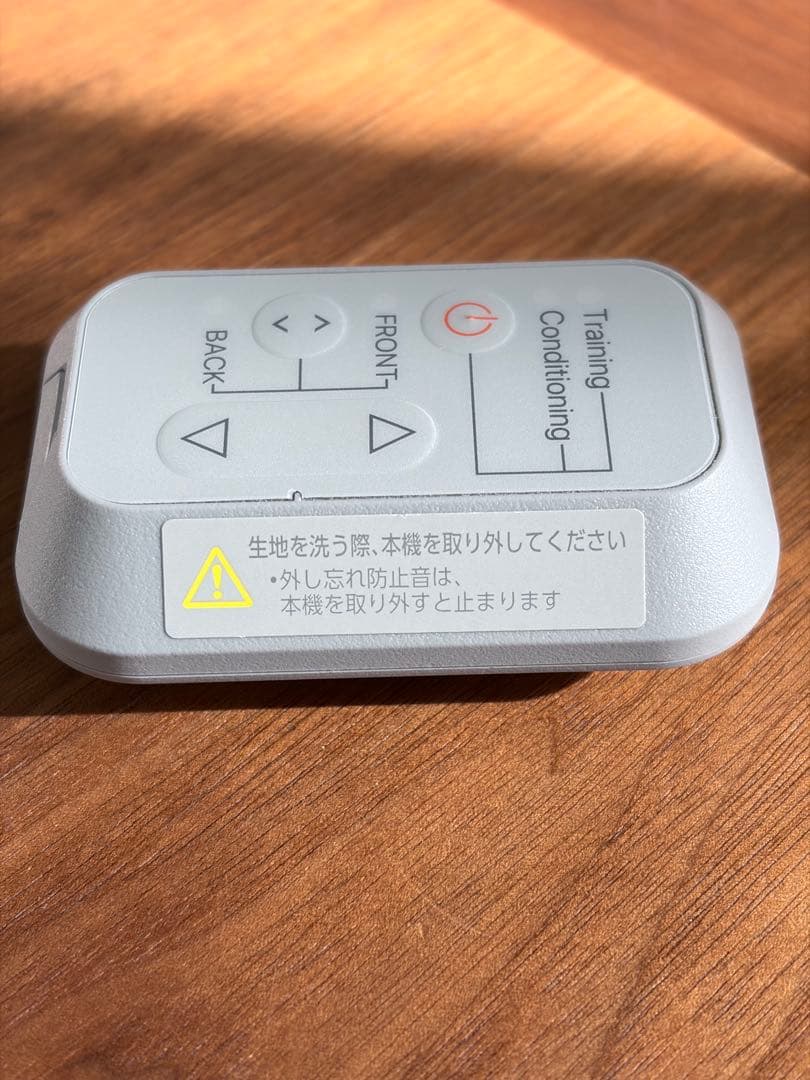 Training
Conditioning
FRONT
BACK
生地を洗う際、本機を取り外してください
•外し忘れ防止音は、
本機を取り外すと止まります